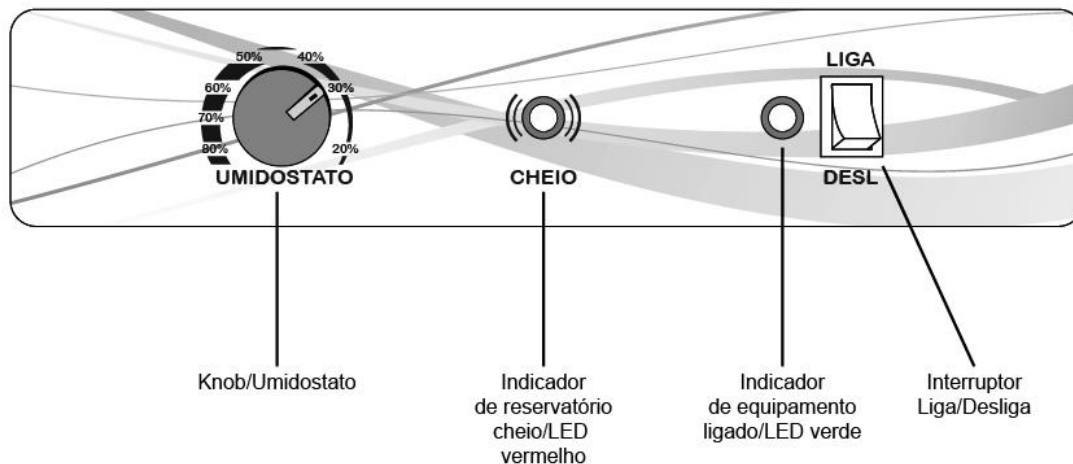 50% 40%
60% 30%
70%
80% 20%
UMIDOSTATO
CHEIO
LIGA
DESL
Knob/Umidostato
Indicador
de reservatório
cheio/LED
vermelho
Indicador
de equipamento
ligado/LED verde
Interruptor
Liga/Desliga